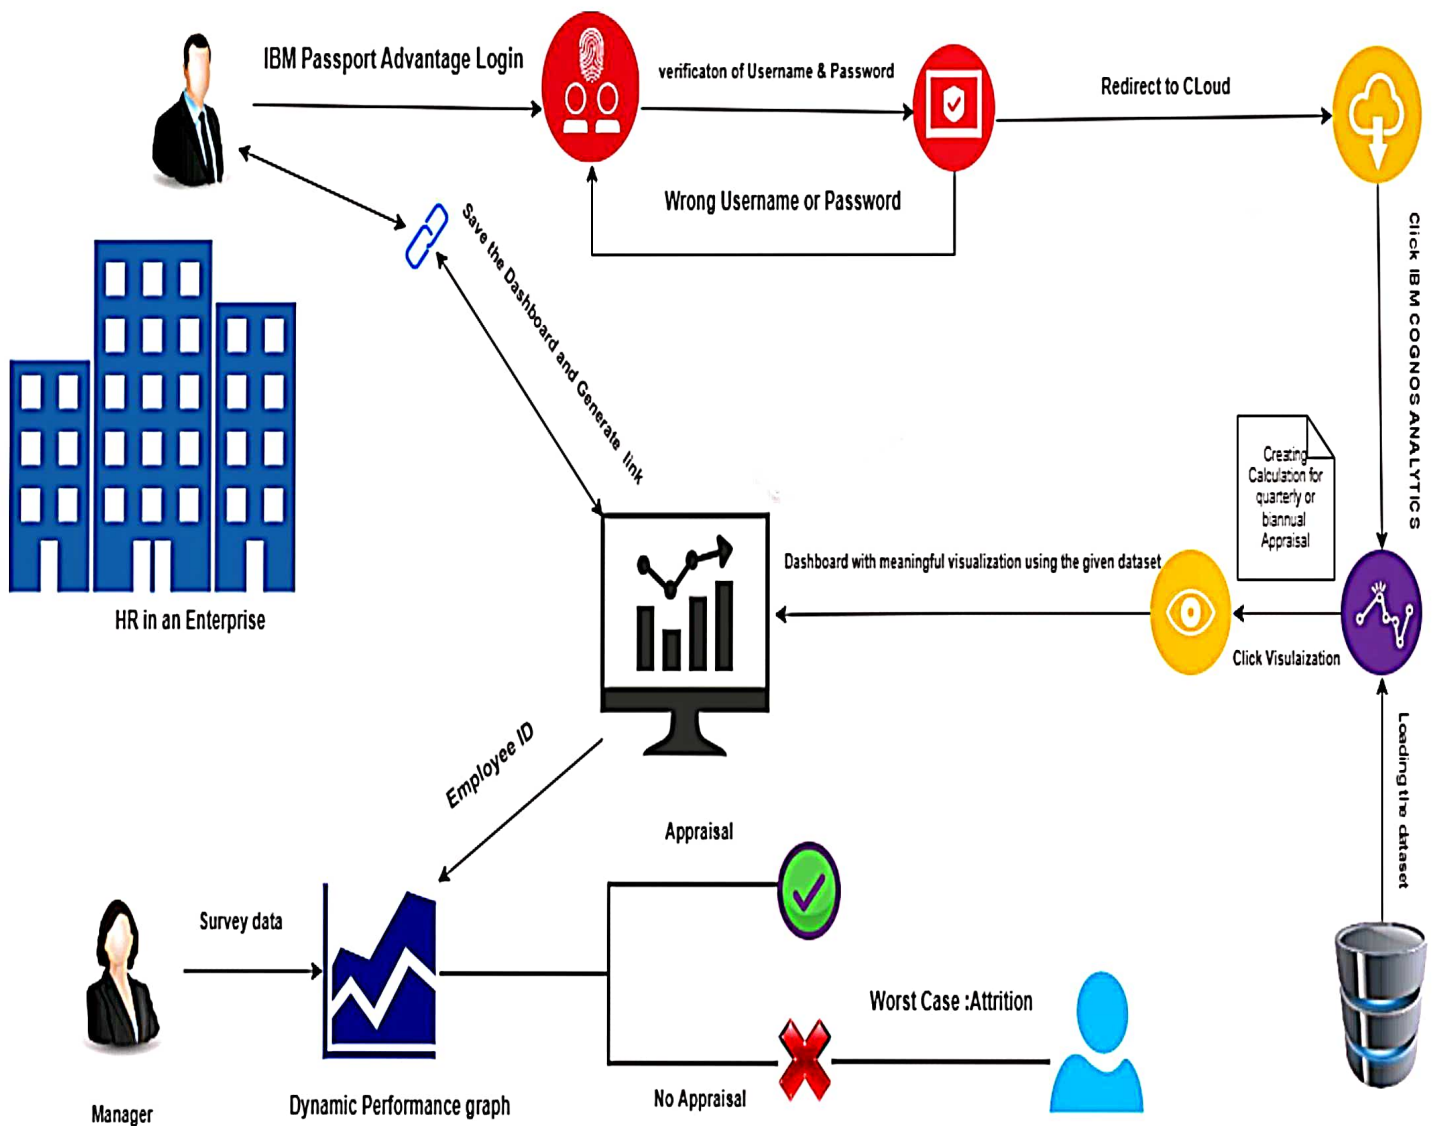 IBM Passport Advantage Login
verificaton of Username & Password
Redirect to CLoud
Wrong Username or Password
Save the Dashboard and Generate link
Click IBM COGNOS ANALYTICS
Creating
Calculation for
quarterly or
biannual
Appraisal
Dashboard with meaningful visualization using the given dataset
Click Visulaization
HR in an Enterprise
Loading the dataset
Employee ID
Appraisal
Survey data
Worst Case :Attrition
No Appraisal
Dynamic Performance graph
Manager